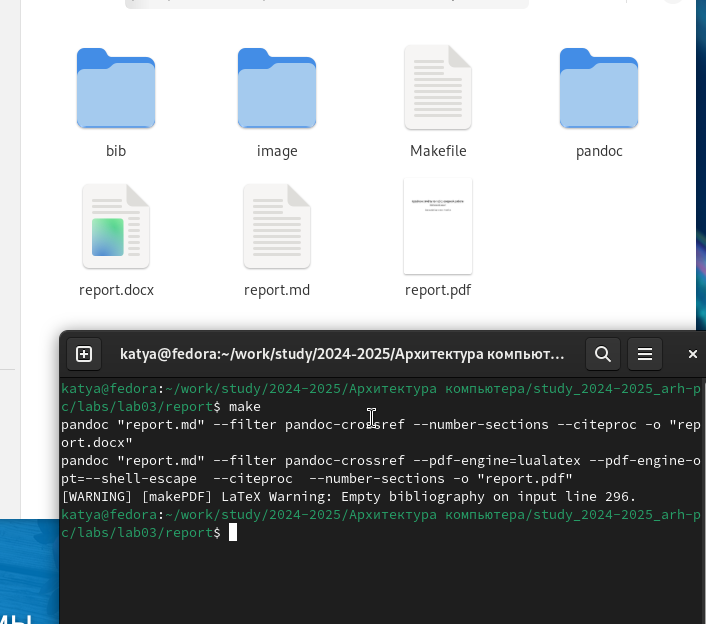 bib
image
Makefile
pandoc
report.docx
report.md
report.pdf
katya@fedora:~/work/study/2024-2025/Архитектура компьют…
katya@fedora:~/work/study/2024-2025/Архитектура компьютера/study_2024-2025_arh-p
c/labs/lab03/report$ make
pandoc "report.md" --filter pandoc-crossref --number-sections --citeproc -o "rep
ort.docx"
pandoc "report.md" --filter pandoc-crossref --pdf-engine=lualatex --pdf-engine-o
pt=--shell-escape  --citeproc  --number-sections -o "report.pdf"
[WARNING] [makePDF] LaTeX Warning: Empty bibliography on input line 296.
katya@fedora:~/work/study/2024-2025/Архитектура компьютера/study_2024-2025_arh-p
c/labs/lab03/report$